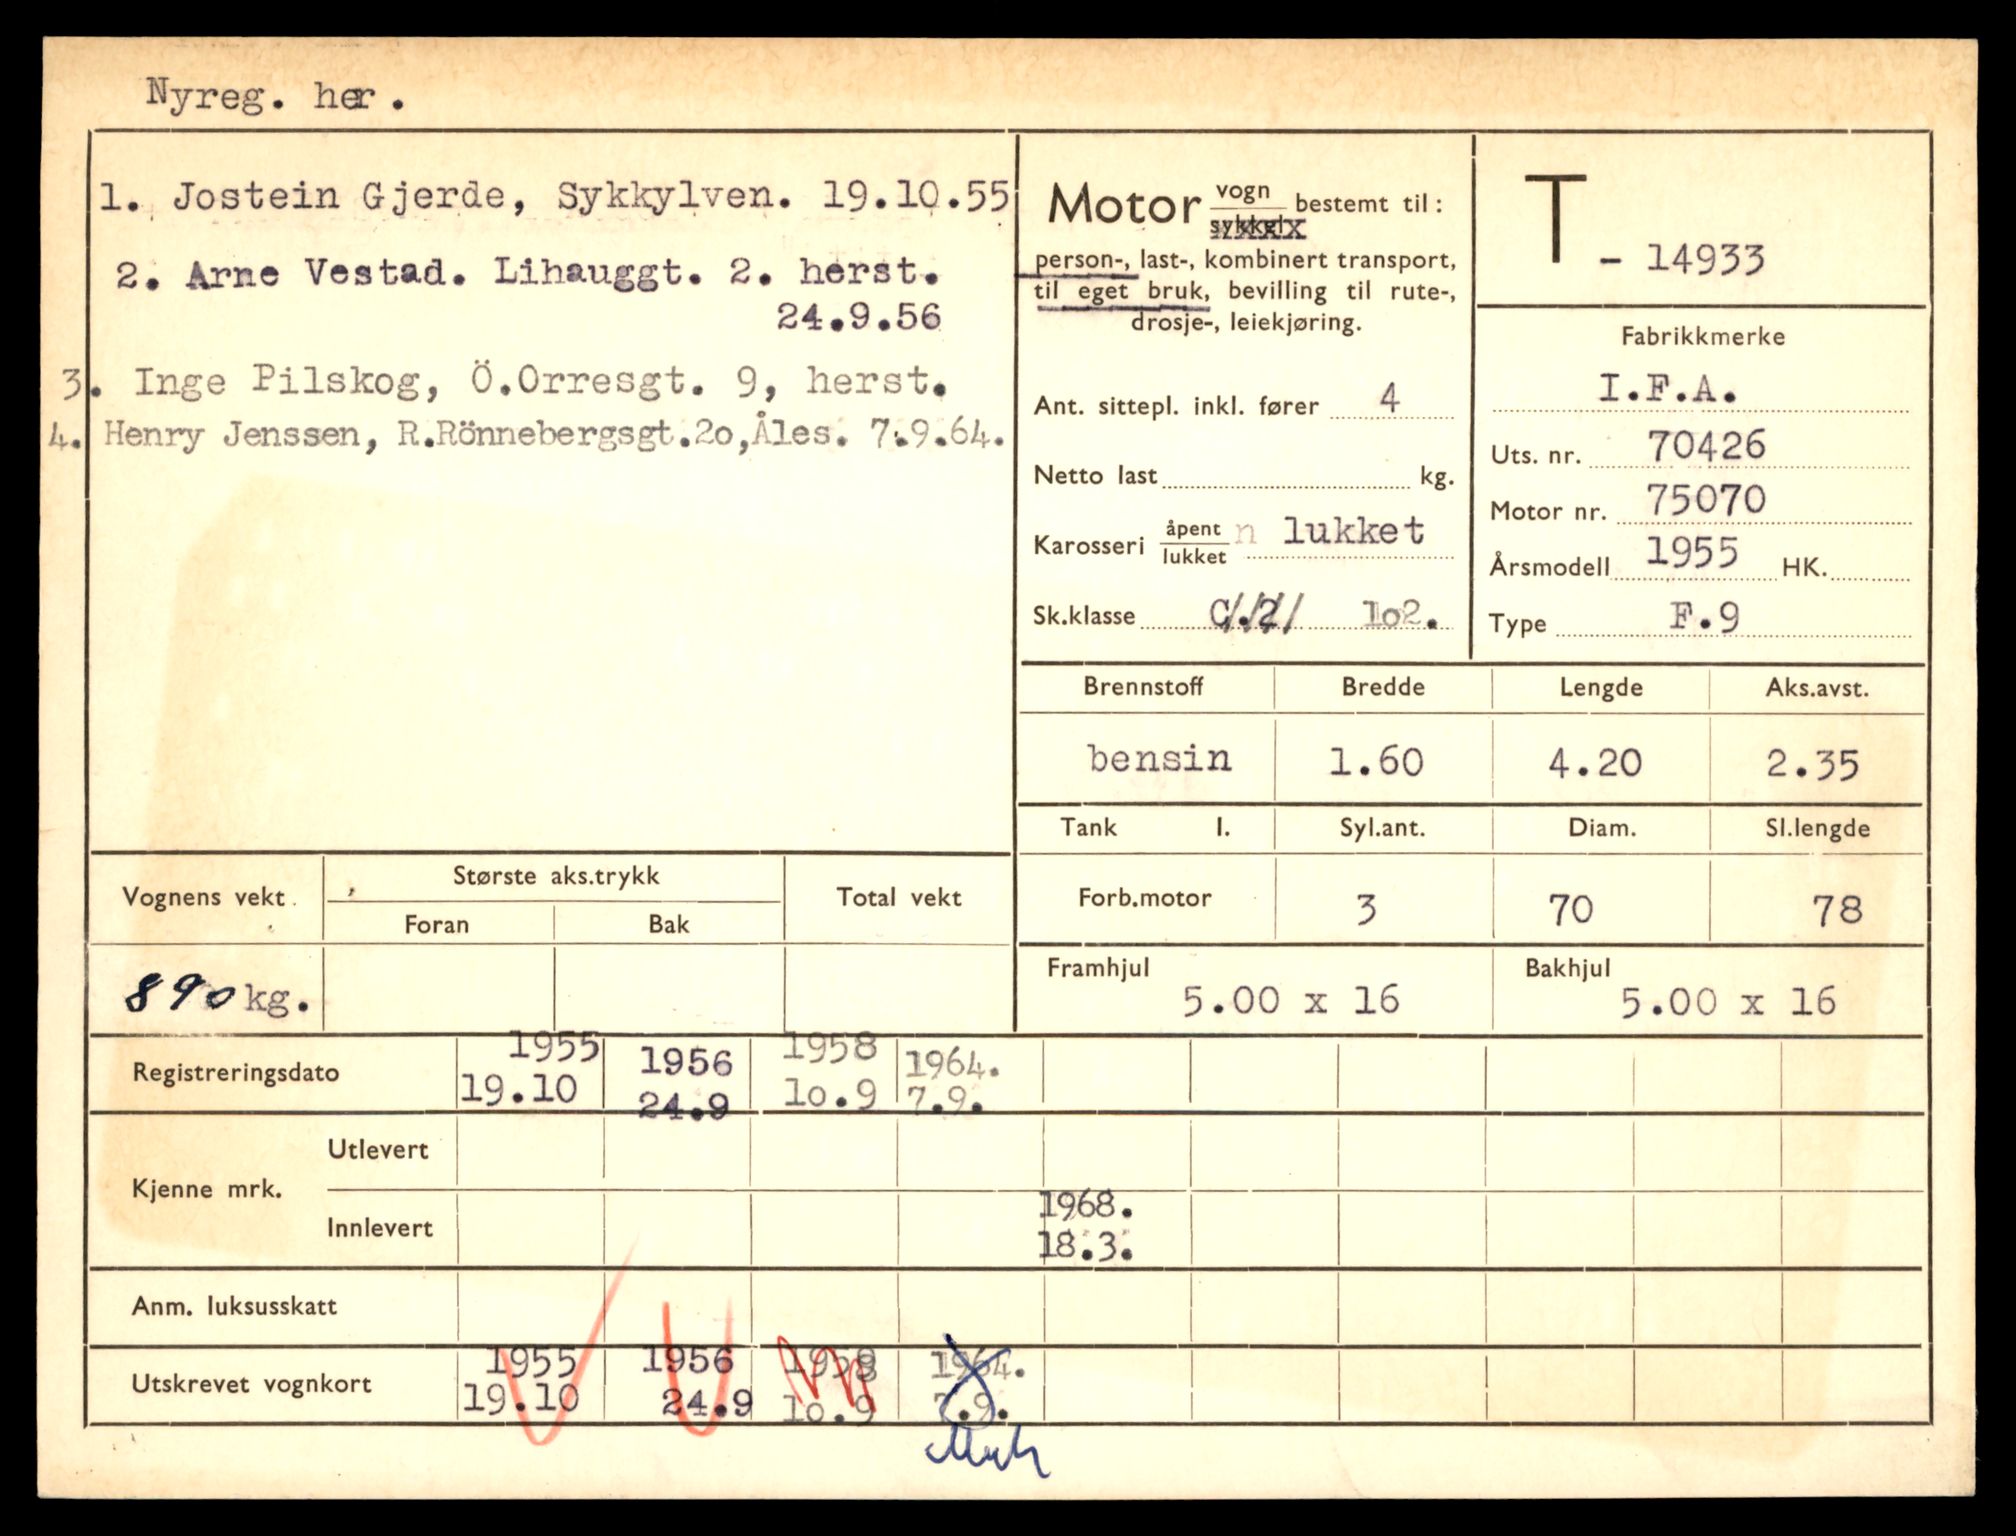 Nyreg. her.
1. Jostein Gjerde, Sykkylven. 19.10.55
2. Arne Vestad. Lihauggt. 2. herst.
24.9.56
3. Inge Pilskog, Ö.Orresgt. 9, herst.
4. Henry Jenssen, R.Rönnebergsgt.2o,Åles. 7.9.64.
Motor vogn bestemt til:
sykkel
person-, last-, kombinert transport,
til eget bruk, bevilling til rute-,
drosje-, leiekjøring.
Ant. sittepl. inkl. fører 4
Netto last kg.
Karosseri åpent lukket n lukket
Sk.klasse C.2 1o2.
T - 14933
Fabrikkmerke
I.F.A.
Uts. nr. 70426
Motor nr. 75070
Årsmodell 1955 HK.
Type F.9
Brennstoff Bredde Lengde Aks.avst.
bensin 1.60 4.20 2.35
Tank l. Syl.ant. Diam. Sl.lengde
Forb.motor 3 70 78
Framhjul Bakhjul
5.00 x 16 5.00 x 16
Vognens vekt Største aks.trykk Total vekt
Foran Bak
890 kg.
Registreringsdato 1955 1956 1958 1964.
19.10 24.9 1o.9 7.9.
Kjenne mrk. Utlevert
Innlevert 1968.
18.3.
Anm. luksusskatt
Utskrevet vognkort 1955 1956 1958 1964.
19.10 24.9 1o.9 7.9.